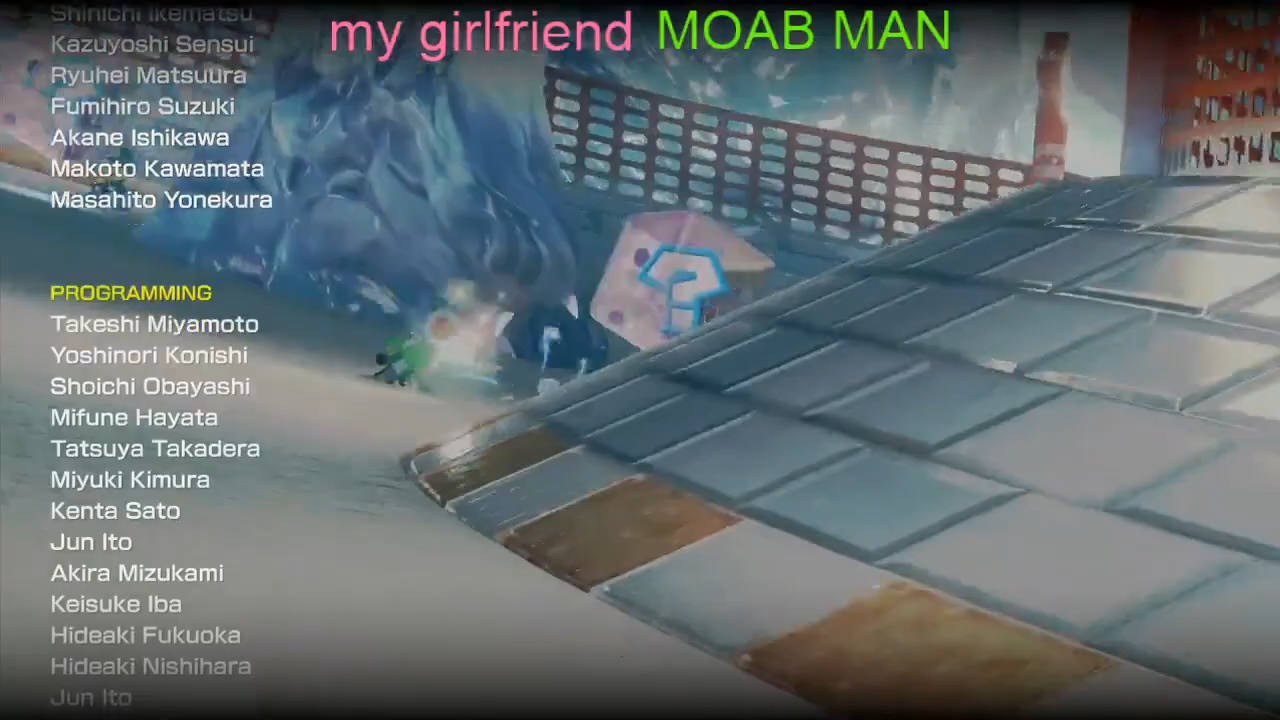 my girlfriend MOAB MAN
Shinichi Ikematsu
Kazuyoshi Sensui
Ryuhei Matsuura
Fumihiro Suzuki
Akane Ishikawa
Makoto Kawamata
Masahito Yonekura
PROGRAMMING
Takeshi Miyamoto
Yoshinori Konishi
Shoichi Obayashi
Mifune Hayata
Tatsuya Takadera
Miyuki Kimura
Kenta Sato
Jun Ito
Akira Mizukami
Keisuke Iba
Hideaki Fukuoka
Hideaki Nishihara
Jun Ito
?